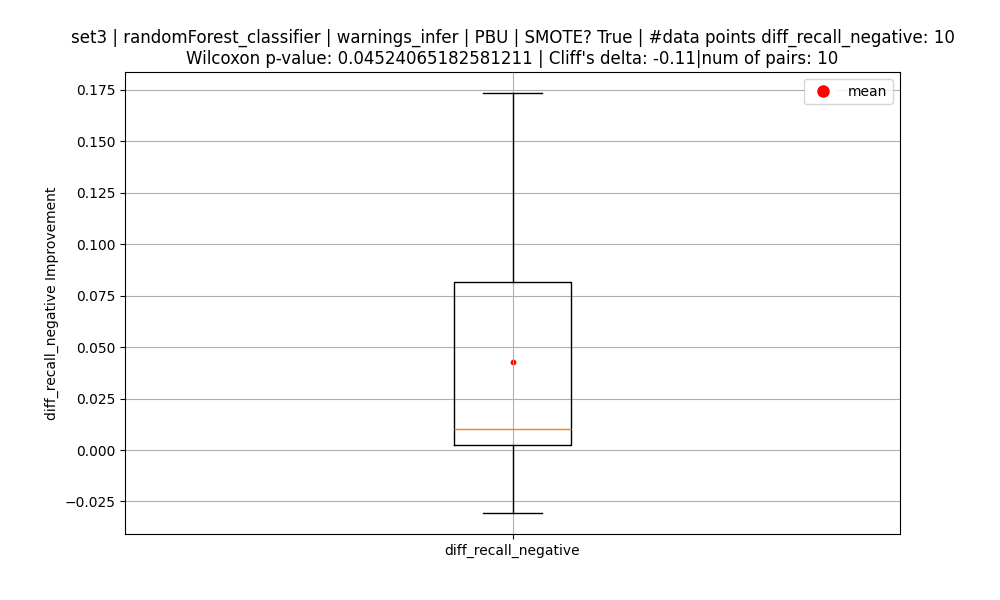 set3 | randomForest_classifier | warnings_infer | PBU | SMOTE? True | #data points diff_recall_negative: 10
Wilcoxon p-value: 0.04524065182581211 | Cliff's delta: -0.11|num of pairs: 10
mean
0.175
0.150
0.125
0.100
0.075
0.050
0.025
0.000
−0.025
diff_recall_negative Improvement
diff_recall_negative